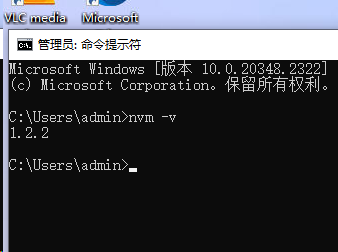 VLC media
Microsoft
管理员: 命令提示符
Microsoft Windows [版本 10.0.20348.2322]
(c) Microsoft Corporation。保留所有权利。
C:\Users\admin>nvm -v
1.2.2
C:\Users\admin>